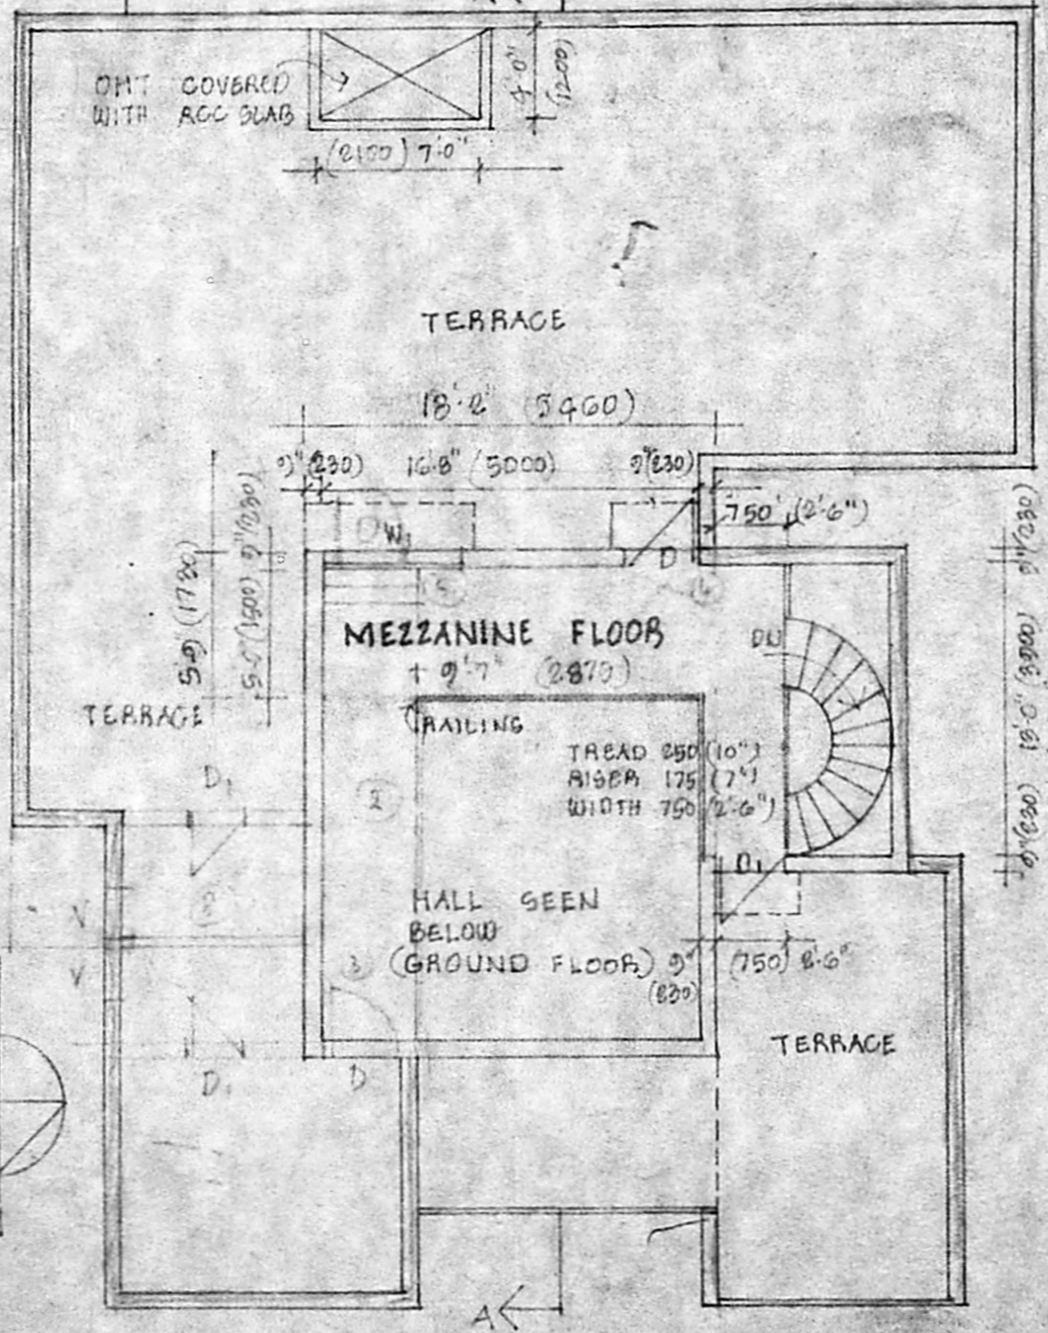 OHT COVERED
WITH RCC SLAB
4'-0"
(1200)
(2100) 7'-0"
TERRACE
18'-2" (5460)
9" (230) 16'-8" (5000) 9" (230)
750 (2'-6")
W1
D
5'-9" (1730)
5'-0" (1500) 9" (230)
MEZZANINE FLOOR
+ 9'-7" (2870)
DN
RAILING
TERRACE
D1
TREAD 250 (10")
RISER 175 (7")
WIDTH 750 (2'-6")
9" (230) 13'-0" (3900) 9" (230)
2
D1
HALL SEEN
BELOW
(GROUND FLOOR) 9"
(230)
(750) 2'-6"
3
V
V
TERRACE
D1
D
A